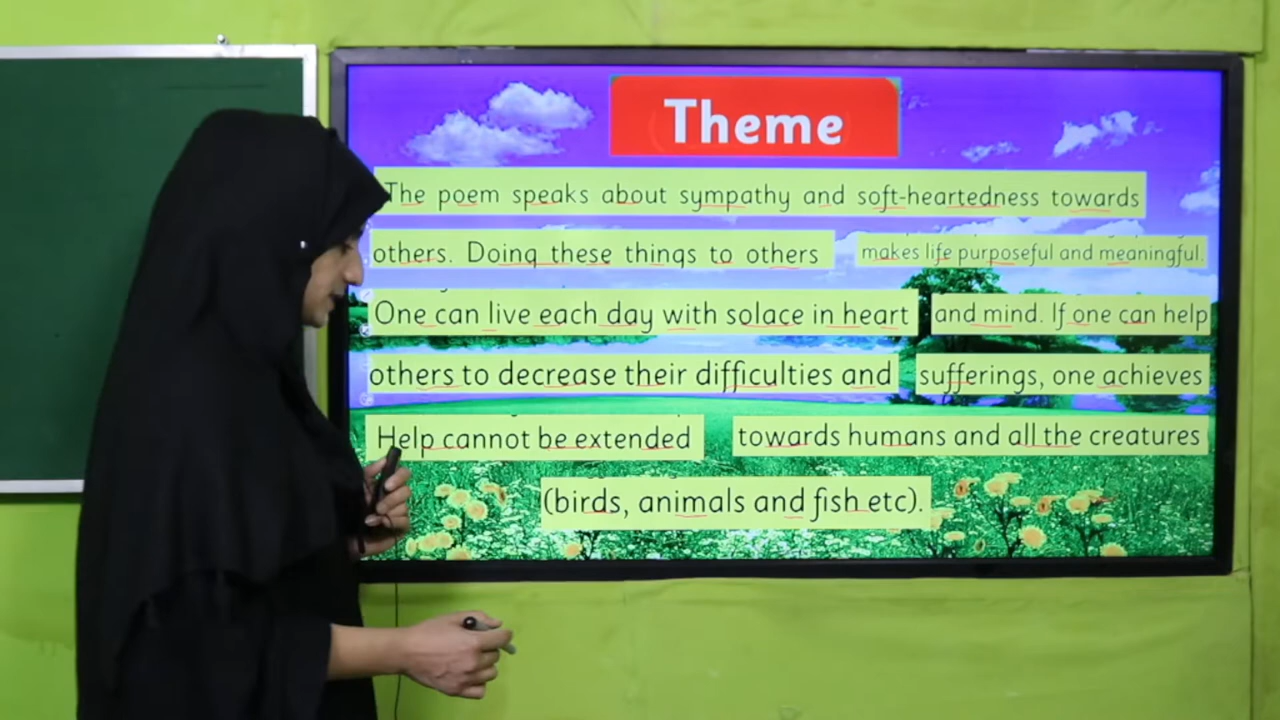 Theme
The poem speaks about sympathy and soft-heartedness towards
others. Doing these things to others makes life purposeful and meaningful.
One can live each day with solace in heart and mind. If one can help
others to decrease their difficulties and sufferings, one achieves
Help cannot be extended towards humans and all the creatures
(birds, animals and fish etc).